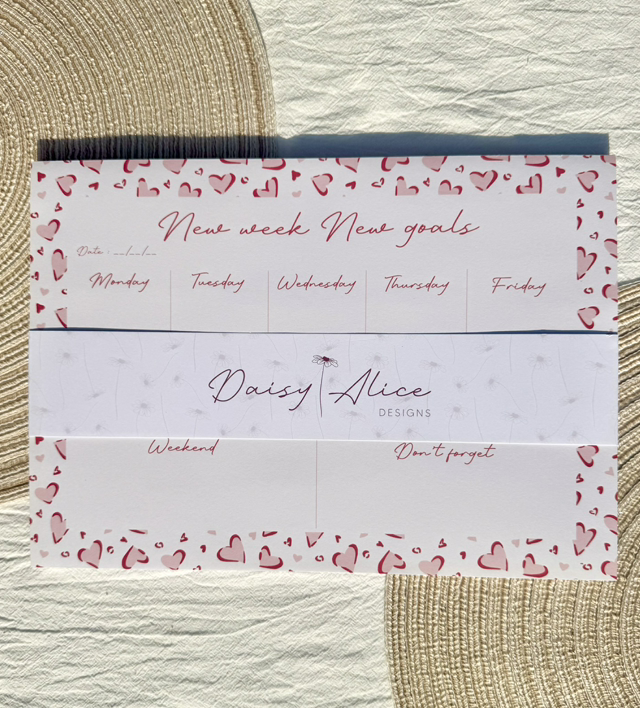 New week New goals
Date : __/__/__
Monday Tuesday Wednesday Thursday Friday
Daisy Alice
DESIGNS
Weekend Don't forget